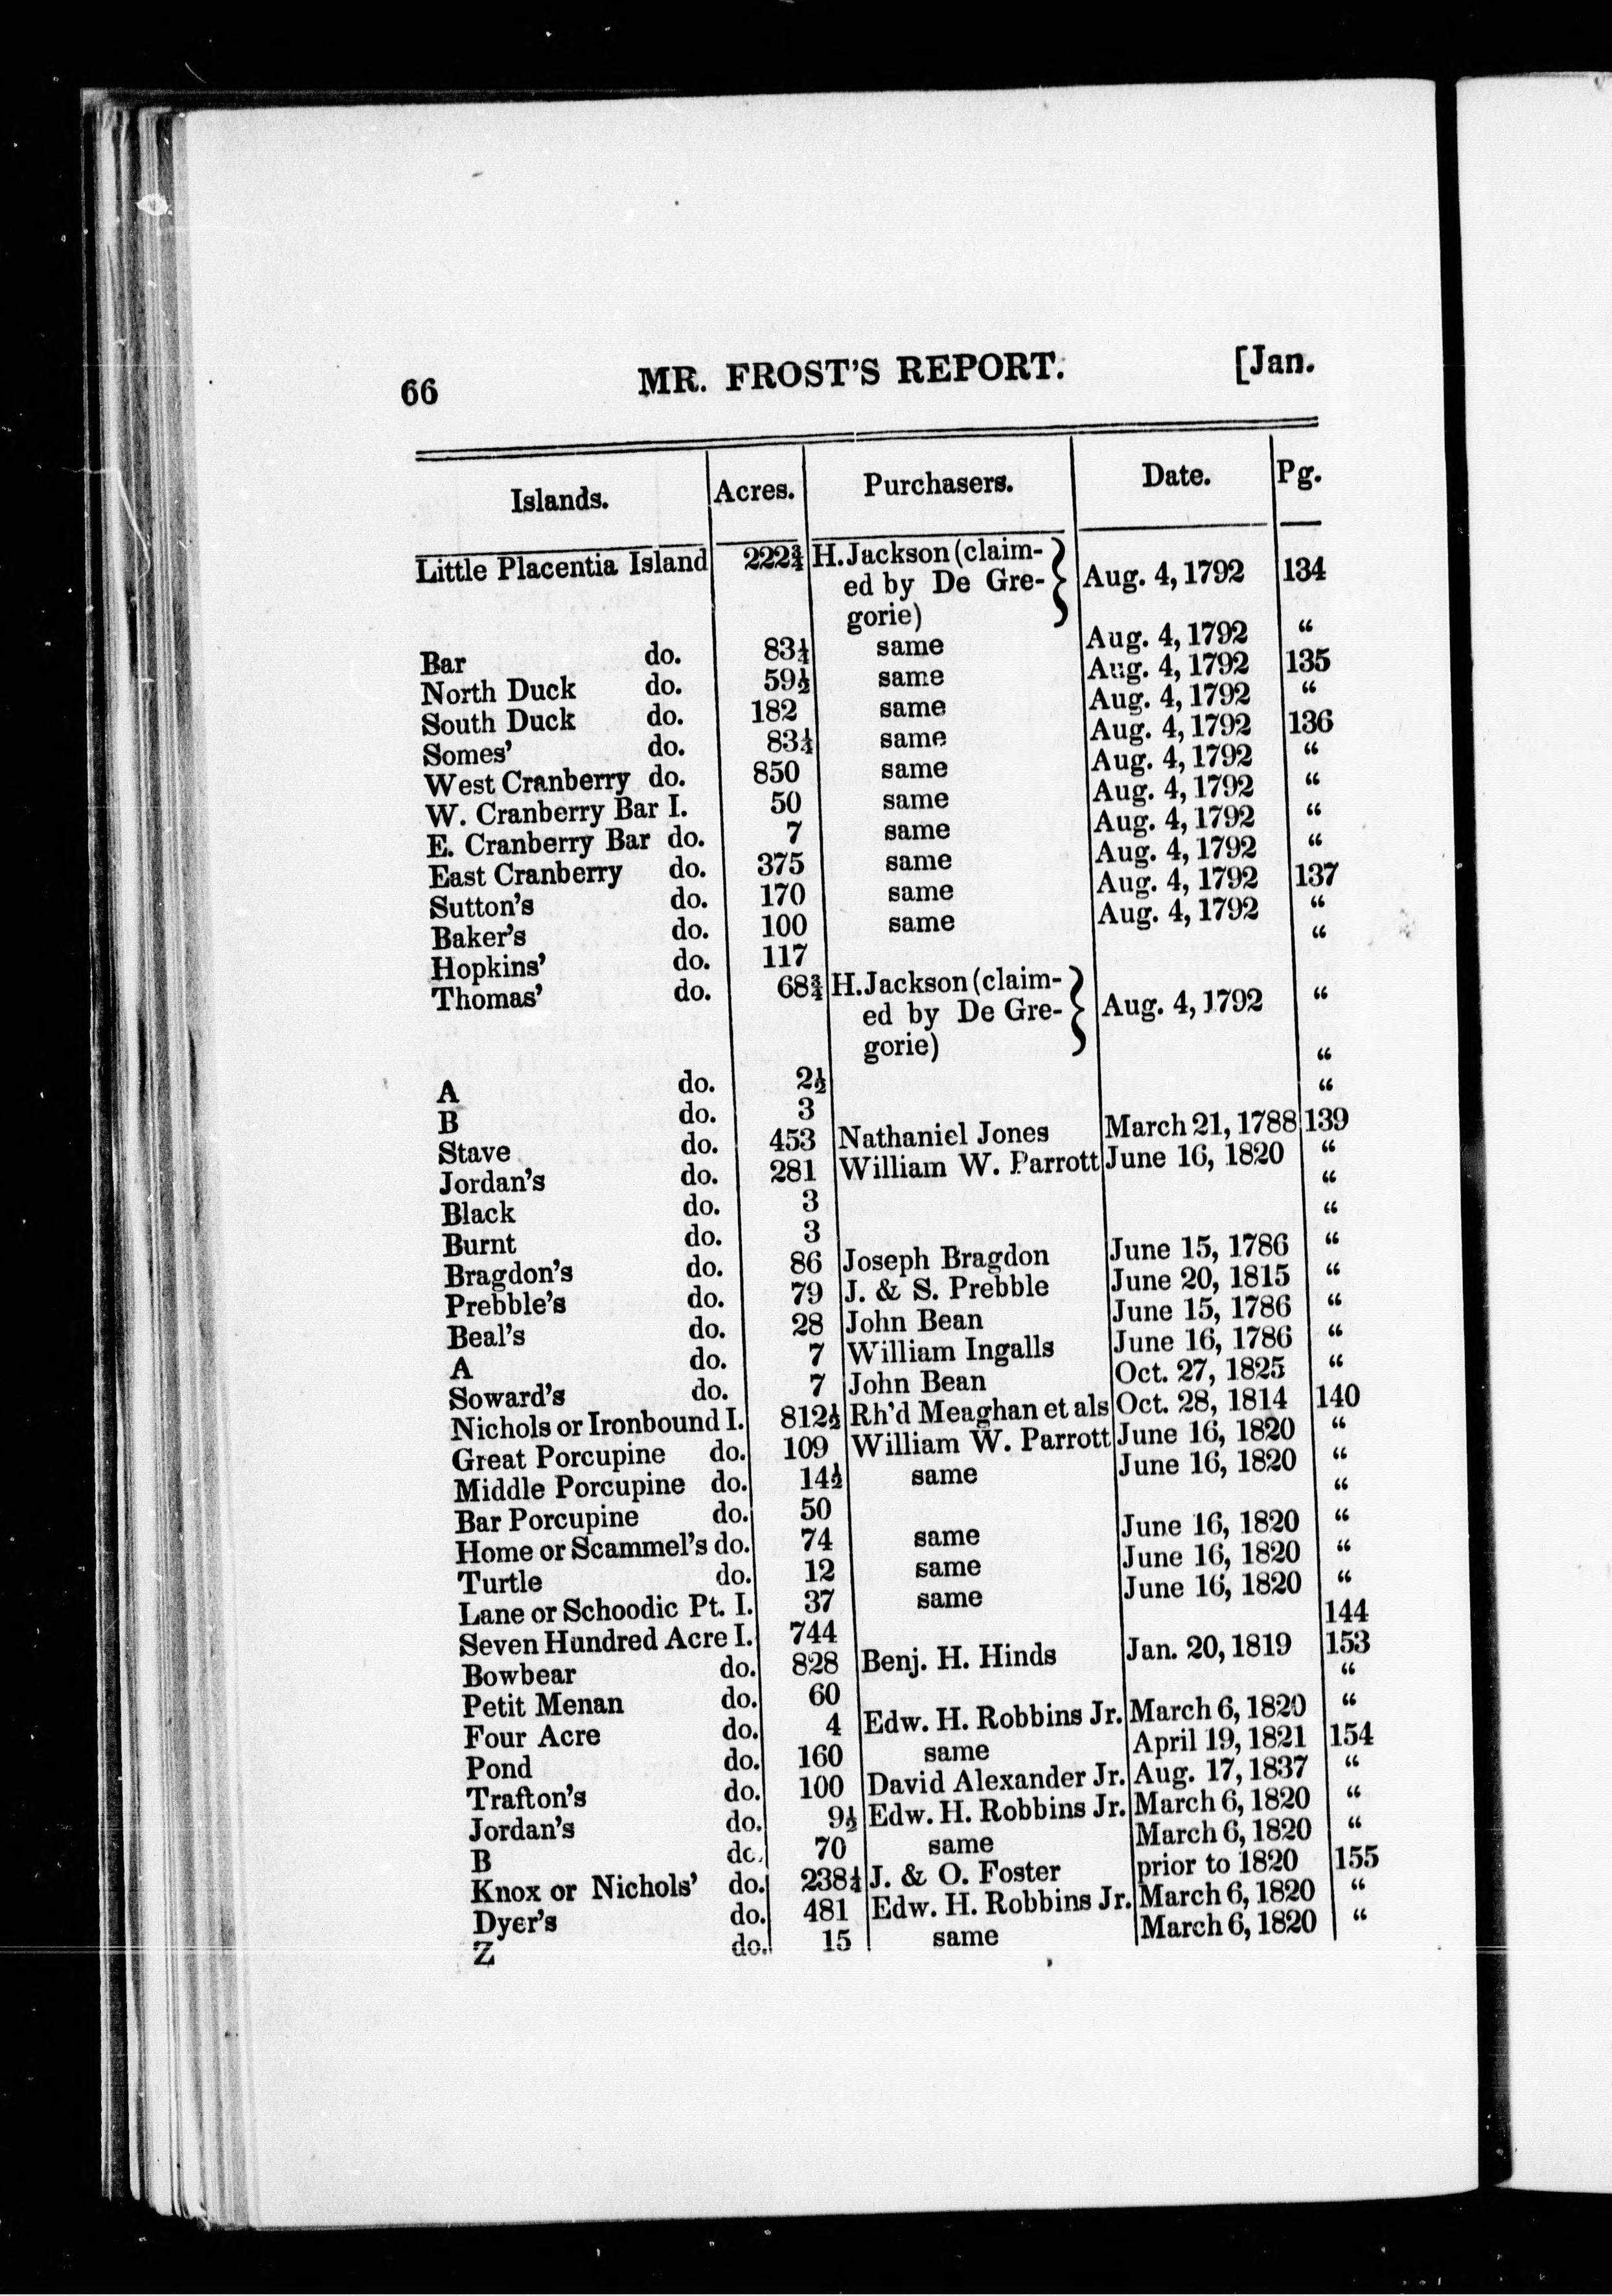 66 MR. FROST'S REPORT. [Jan.
Islands. Acres. Purchasers. Date. Pg.
Little Placentia Island 222¾ H. Jackson (claim-
ed by De Gre- } Aug. 4, 1792 134
gorie)
Bar do. 83¼ same Aug. 4, 1792 “
North Duck do. 59½ same Aug. 4, 1792 135
South Duck do. 182 same Aug. 4, 1792 “
Somes' do. 83¼ same Aug. 4, 1792 136
West Cranberry do. 850 same Aug. 4, 1792 “
W. Cranberry Bar I. 50 same Aug. 4, 1792 “
E. Cranberry Bar do. 7 same Aug. 4, 1792 “
East Cranberry do. 375 same Aug. 4, 1792 “
Sutton's do. 170 same Aug. 4, 1792 137
Baker's do. 100 same Aug. 4, 1792 “
Hopkins' do. 117 “
Thomas' do. 68¾ H. Jackson (claim-
ed by De Gre- } Aug. 4, 1792 “
gorie)
A do. 2½ “
B do. 3 “
Stave do. 453 Nathaniel Jones March 21, 1788 139
Jordan's do. 281 William W. Parrott June 16, 1820 “
Black do. 3 “
Burnt do. 3 “
Bragdon's do. 86 Joseph Bragdon June 15, 1786 “
Prebble's do. 79 J. & S. Prebble June 20, 1815 “
Beal's do. 28 John Bean June 15, 1786 “
A do. 7 William Ingalls June 16, 1786 “
Soward's do. 7 John Bean Oct. 27, 1825 “
Nichols or Ironbound I. 812½ Rh'd Meaghan et als Oct. 28, 1814 140
Great Porcupine do. 109 William W. Parrott June 16, 1820 “
Middle Porcupine do. 14½ same June 16, 1820 “
Bar Porcupine do. 50 “
Home or Scammel's do. 74 same June 16, 1820 “
Turtle do. 12 same June 16, 1820 “
Lane or Schoodic Pt. I. 37 same June 16, 1820 “
Seven Hundred Acre I. 744 144
Bowbear do. 828 Benj. H. Hinds Jan. 20, 1819 153
Petit Menan do. 60 “
Four Acre do. 4 Edw. H. Robbins Jr. March 6, 1820 “
Pond do. 160 same April 19, 1821 154
Trafton's do. 100 David Alexander Jr. Aug. 17, 1837 “
Jordan's do. 9½ Edw. H. Robbins Jr. March 6, 1820 “
B do. 70 same March 6, 1820 “
Knox or Nichols' do. 238¼ J. & O. Foster prior to 1820 155
Dyer's do. 481 Edw. H. Robbins Jr. March 6, 1820 “
Z do. 15 same March 6, 1820 “